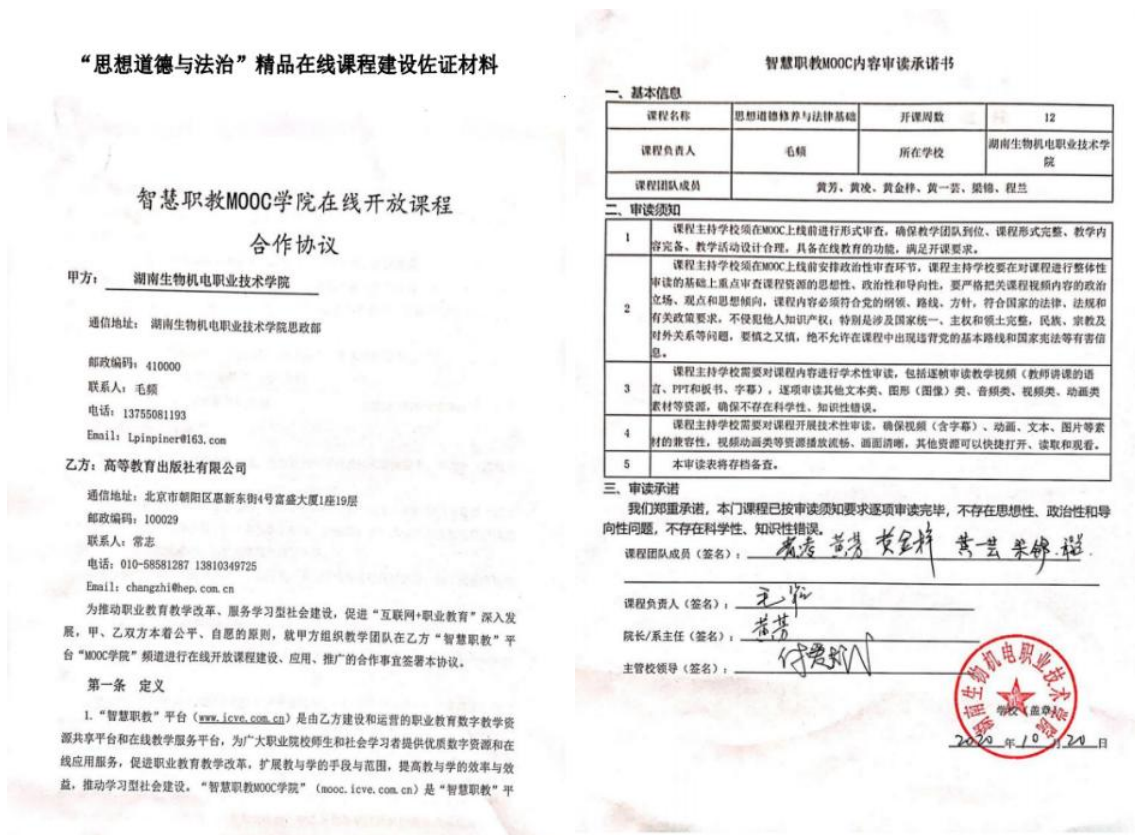 “思想道德与法治”精品在线课程建设佐证材料
智慧职教MOOC学院在线开放课程
合作协议
甲方： 湖南生物机电职业技术学院
通信地址： 湖南生物机电职业技术学院思政部
邮政编码：410000
联系人：毛频
电话：13755081193
Email：Lpinpiner@163.com
乙方：高等教育出版社有限公司
通信地址：北京市朝阳区惠新东街4号富盛大厦1座19层
邮政编码：100029
联系人：常志
电话：010-58581287 13810349725
Email：changzhi@hep.com.cn
为推动职业教育教学改革、服务学习型社会建设，促进“互联网+职业教育”深入发
展，甲、乙双方本着公平、自愿的原则，就甲方组织教学团队在乙方“智慧职教”平
台“MOOC学院”频道进行在线开放课程建设、应用、推广的合作事宜签署本协议。
第一条 定义
1.“智慧职教”平台（www.icve.com.cn）是由乙方建设和运营的职业教育数字教学资
源共享平台和在线教学服务平台，为广大职业院校师生和社会学习者提供优质数字资源和在
线应用服务，促进职业教育教学改革，扩展教与学的手段与范围，提高教与学的效率与效
益，推动学习型社会建设。“智慧职教MOOC学院”（mooc.icve.com.cn）是“智慧职教”平
智慧职教MOOC内容审读承诺书
一、基本信息
课程名称 思想道德修养与法律基础 开课周数 12
课程负责人 毛频 所在学校 湖南生物机电职业技术学
院
课程团队成员 黄芳、黄凌、黄金梓、黄一芸、梁锦、程兰
二、审读须知
1 课程主持学校须在MOOC上线前进行形式审查，确保教学团队到位、课程形式完整、教学内
容完备、教学活动设计合理，具备在线教育的功能，满足开课要求。
2 课程主持学校须在MOOC上线前安排政治性审查环节，课程主持学校要在对课程进行整体性
审读的基础上重点审查课程资源的思想性、政治性和导向性，要严格把关课程视频内容的政治
立场、观点和思想倾向，课程内容必须符合党的纲领、路线、方针，符合国家的法律、法规和
有关政策要求，不侵犯他人知识产权；特别是涉及国家统一、主权和领土完整，民族、宗教及
对外关系等问题，要慎之又慎，绝不允许在课程中出现违背党的基本路线和国家宪法等有害信
息。
3 课程主持学校需要对课程内容进行学术性审读，包括逐帧审读教学视频（教师讲课的语
言、PPT和板书、字幕），逐项审读其他文本类、图形（图像）类、音频类、视频类、动画类
素材等资源，确保不存在科学性、知识性错误。
4 课程主持学校需要对课程开展技术性审读，确保视频（含字幕）、动画、文本、图片等素
材的兼容性，视频动画类等资源播放流畅、画面清晰，其他资源可以快捷打开、读取和观看。
5 本审读表将存档备查。
三、审读承诺
我们郑重承诺，本门课程已按审读须知要求逐项审读完毕，不存在思想性、政治性和导
向性问题，不存在科学性、知识性错误。
课程团队成员（签名）： 黄芳 黄金梓 黄一芸
课程负责人（签名）：
院长/系主任（签名）： 黄芳
主管校领导（签名）：
湖南生物机电职业技术学院
学校（盖章）
2020 年 10 月 20 日